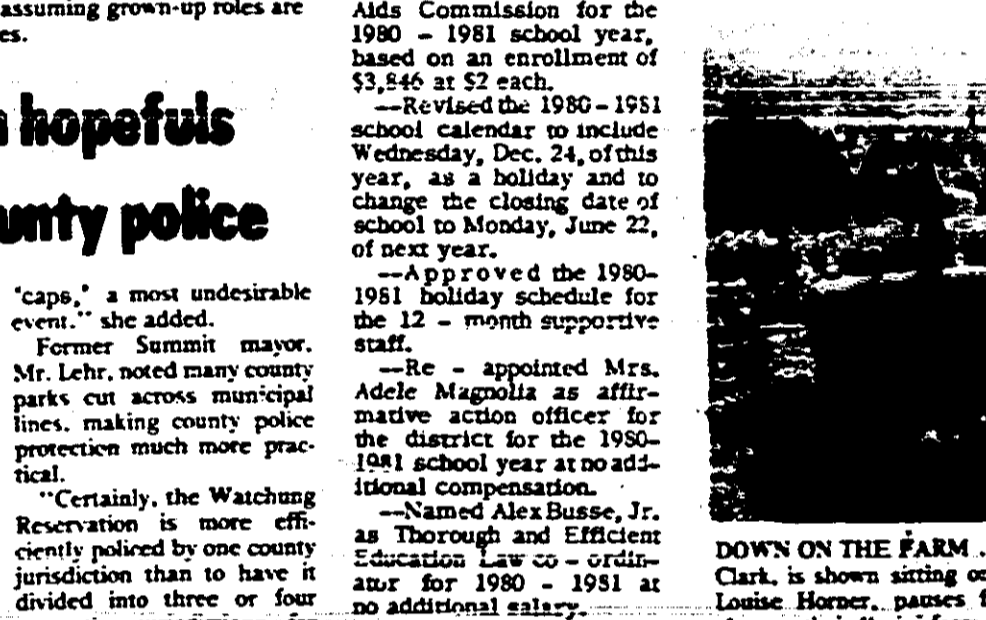 assuming grown-up roles are
es.
hopefuls
unty police
"caps," a most undesirable
event." she added.
Former Summit mayor,
Mr. Lehr, noted many county
parks cut across municipal
lines, making county police
protection much more prac-
tical.
"Certainly, the Watchung
Reservation is more effi-
ciently policed by one county
jurisdiction than to have it
divided into three or four
Aids Commission for the
1980 - 1981 school year,
based on an enrollment of
$3,846 at $2 each.
--Revised the 1980-1981
school calendar to include
Wednesday, Dec. 24, of this
year, as a holiday and to
change the closing date of
school to Monday, June 22,
of next year.
--Approved the 1980-
1981 holiday schedule for
the 12 - month supportive
staff.
--Re - appointed Mrs.
Adele Magnolia as affir-
mative action officer for
the district for the 1980-
1981 school year at no add-
itional compensation.
--Named Alex Busse, Jr.
as Thorough and Efficient
Education Law co - ordin-
ator for 1980 - 1981 at
no additional salary.
DOWN ON THE FARM .
Clark, is shown sitting
Louise Horner, pauses